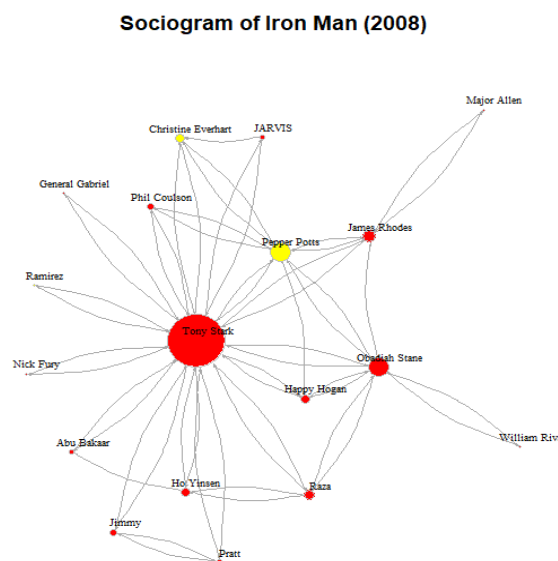 Sociogram of Iron Man (2008)
Major Allen
Christine Everhart
JARVIS
General Gabriel
Phil Coulson
James Rhodes
Pepper Potts
Ramirez
Tony Stark
Obadiah Stane
Nick Fury
Happy Hogan
Abu Bakaar
William Riv
Ho Yinsen
Raza
Jimmy
Pratt